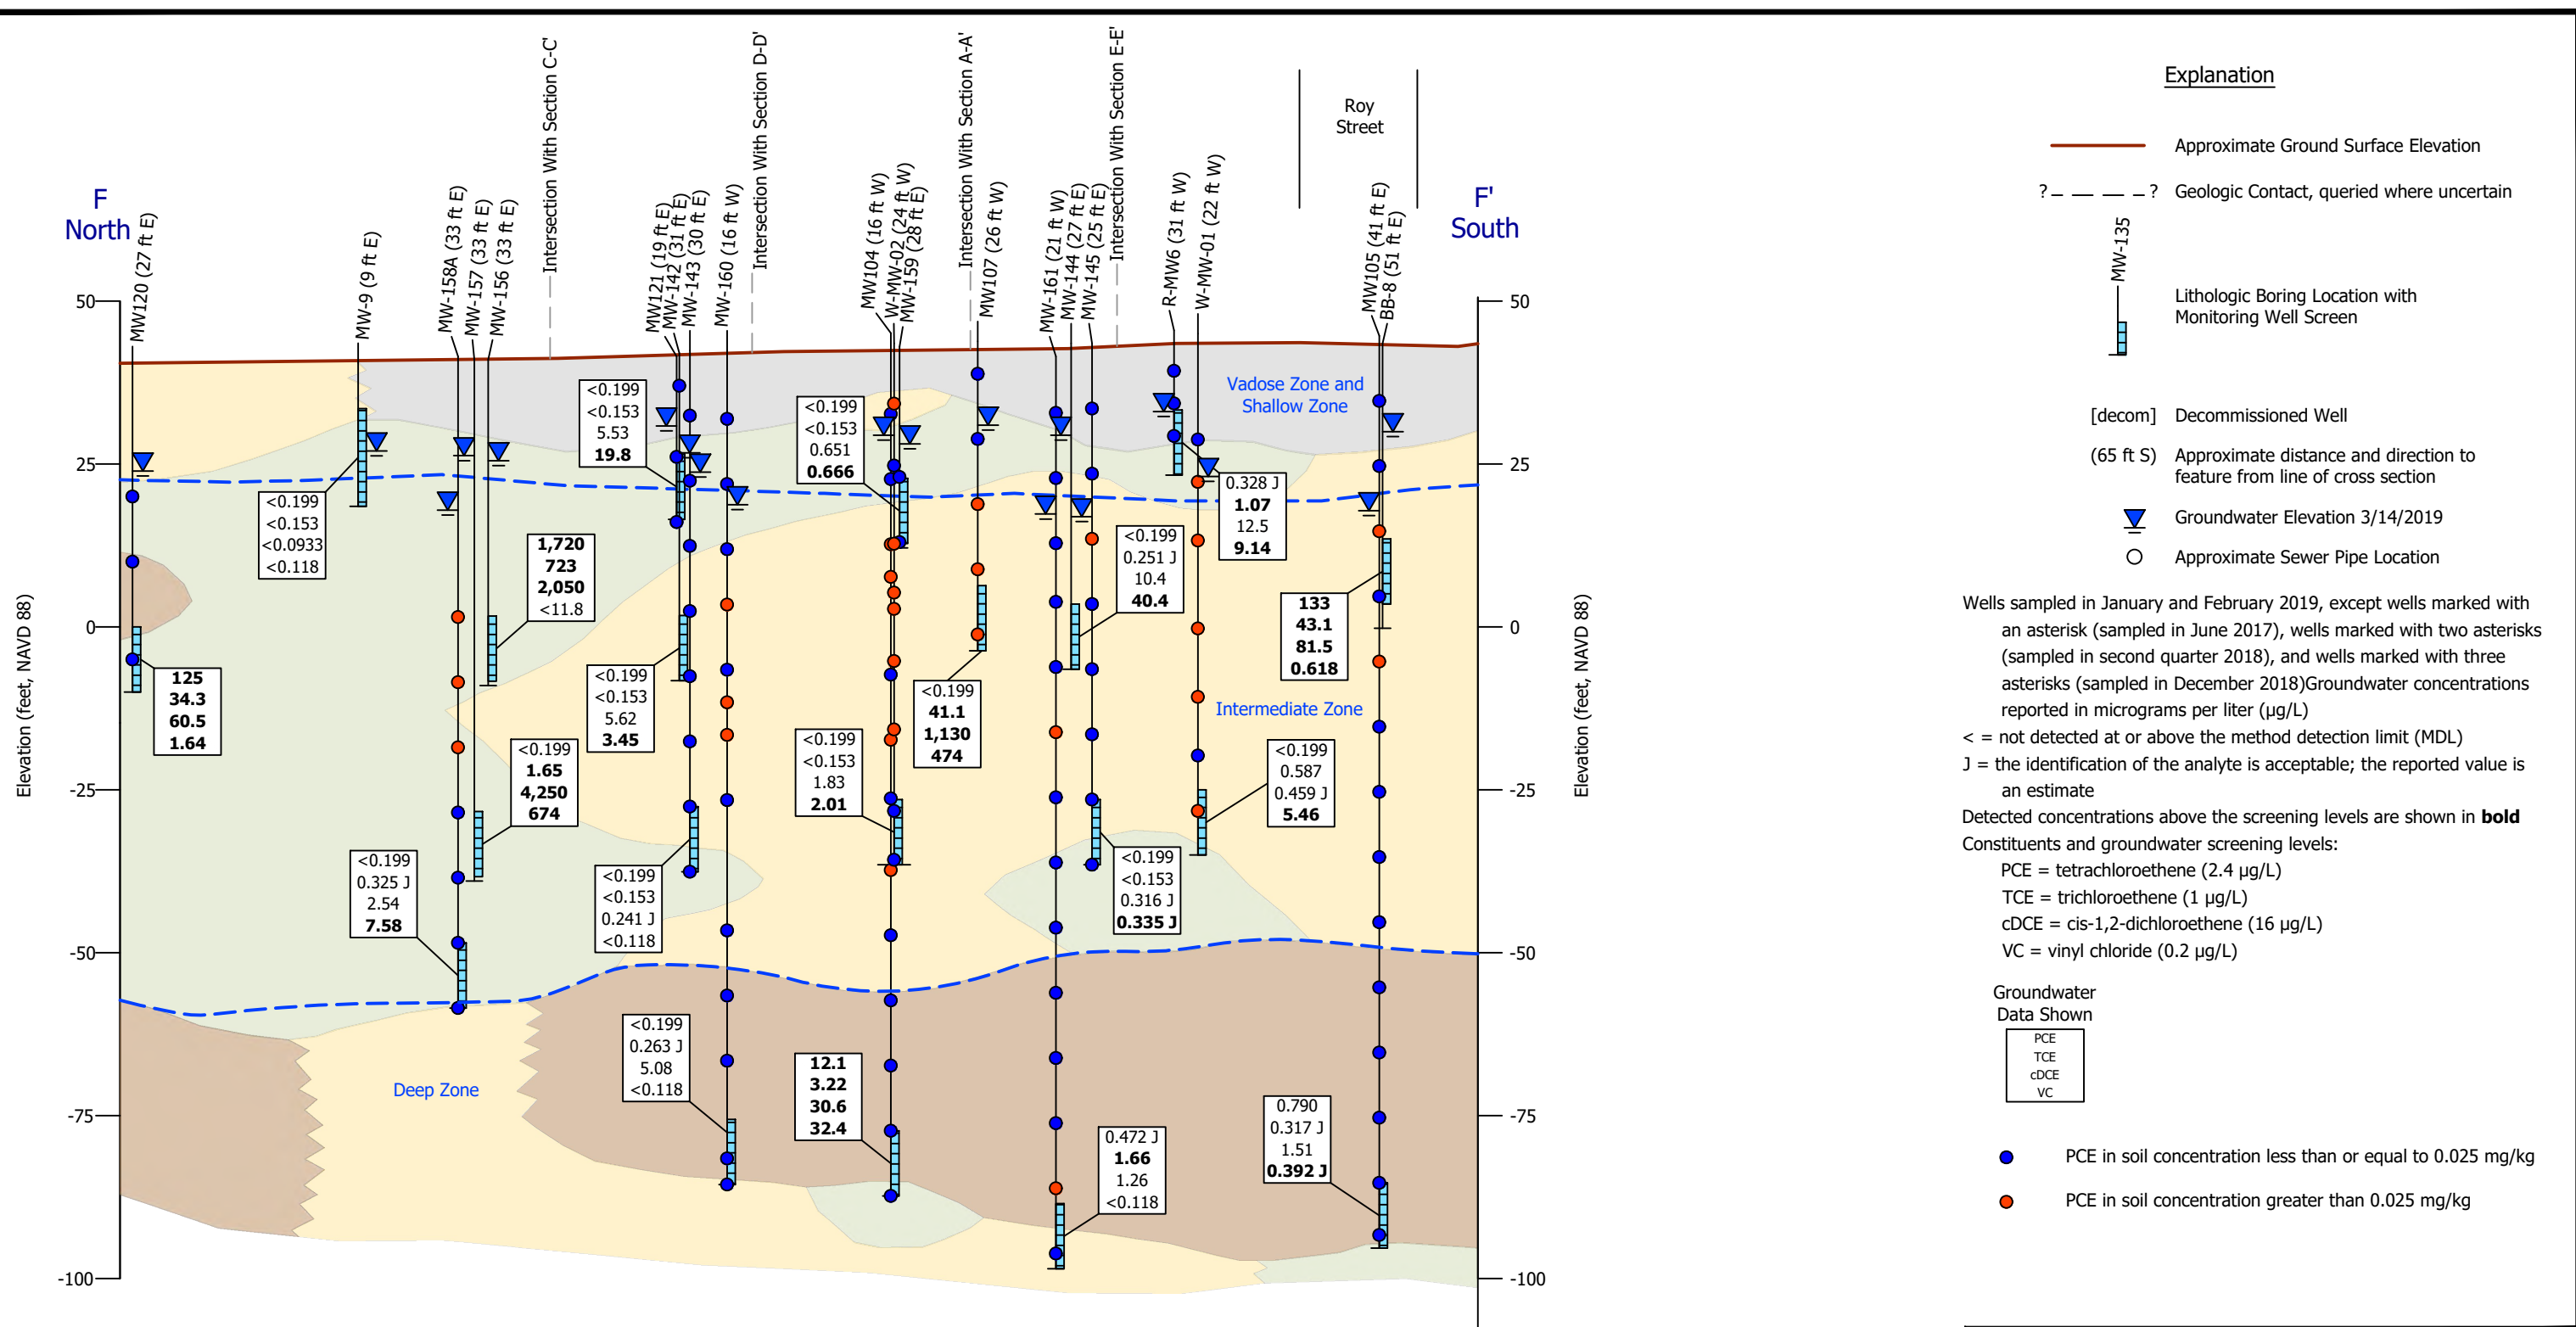 Intersection With Section C-C'
Intersection With Section D-D'
Intersection With Section A-A'
Intersection With Section E-E'
Roy
Street
F
North
F'
South
MW120 (27 ft E)
MW-9 (9 ft E)
MW-158A (33 ft E)
MW-157 (33 ft E)
MW-156 (33 ft E)
MW121 (19 ft E)
MW-142 (31 ft E)
MW-143 (30 ft E)
MW-160 (16 ft W)
MW104 (16 ft W)
W-MW-02 (24 ft W)
MW-159 (28 ft E)
MW107 (26 ft W)
MW-161 (21 ft W)
MW-144 (27 ft E)
MW-145 (25 ft E)
R-MW6 (31 ft W)
W-MW-01 (22 ft W)
MW105 (41 ft E)
BB-8 (51 ft E)
Elevation (feet, NAVD 88)
50
25
0
-25
-50
-75
-100
Vadose Zone and
Shallow Zone
Intermediate Zone
Deep Zone
125
34.3
60.5
1.64
<0.199
<0.153
<0.0933
<0.118
1,720
723
2,050
<11.8
<0.199
1.65
4,250
674
<0.199
0.325 J
2.54
7.58
<0.199
<0.153
5.53
19.8
<0.199
<0.153
5.62
3.45
<0.199
<0.153
0.241 J
<0.118
<0.199
0.263 J
5.08
<0.118
<0.199
<0.153
0.651
0.666
<0.199
<0.153
1.83
2.01
12.1
3.22
30.6
32.4
<0.199
41.1
1,130
474
<0.199
0.251 J
10.4
40.4
<0.199
<0.153
0.316 J
0.335 J
0.472 J
1.66
1.26
<0.118
0.328 J
1.07
12.5
9.14
<0.199
0.587
0.459 J
5.46
133
43.1
81.5
0.618
0.790
0.317 J
1.51
0.392 J
50
25
0
-25
-50
-75
-100
Elevation (feet, NAVD 88)
Explanation
Approximate Ground Surface Elevation
?– — — – ? Geologic Contact, queried where uncertain
MW-135
Lithologic Boring Location with
Monitoring Well Screen
[decom] Decommissioned Well
(65 ft S) Approximate distance and direction to
feature from line of cross section
Groundwater Elevation 3/14/2019
Approximate Sewer Pipe Location
Wells sampled in January and February 2019, except wells marked with
an asterisk (sampled in June 2017), wells marked with two asterisks
(sampled in second quarter 2018), and wells marked with three
asterisks (sampled in December 2018)Groundwater concentrations
reported in micrograms per liter (µg/L)
< = not detected at or above the method detection limit (MDL)
J = the identification of the analyte is acceptable; the reported value is
an estimate
Detected concentrations above the screening levels are shown in bold
Constituents and groundwater screening levels:
PCE = tetrachloroethene (2.4 µg/L)
TCE = trichloroethene (1 µg/L)
cDCE = cis-1,2-dichloroethene (16 µg/L)
VC = vinyl chloride (0.2 µg/L)
Groundwater
Data Shown
PCE
TCE
cDCE
VC
PCE in soil concentration less than or equal to 0.025 mg/kg
PCE in soil concentration greater than 0.025 mg/kg